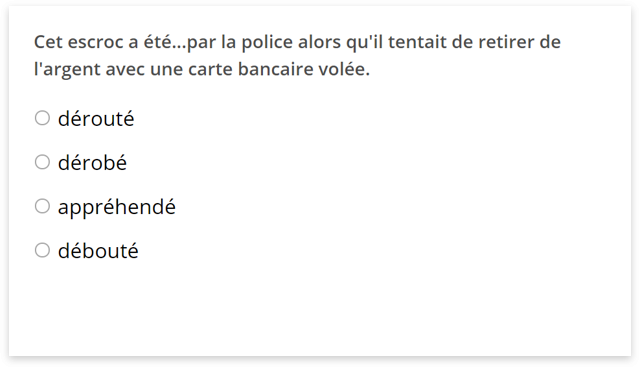 Cet escroc a été...par la police alors qu'il tentait de retirer de
l'argent avec une carte bancaire volée.
dérouté
dérobé
appréhendé
débouté